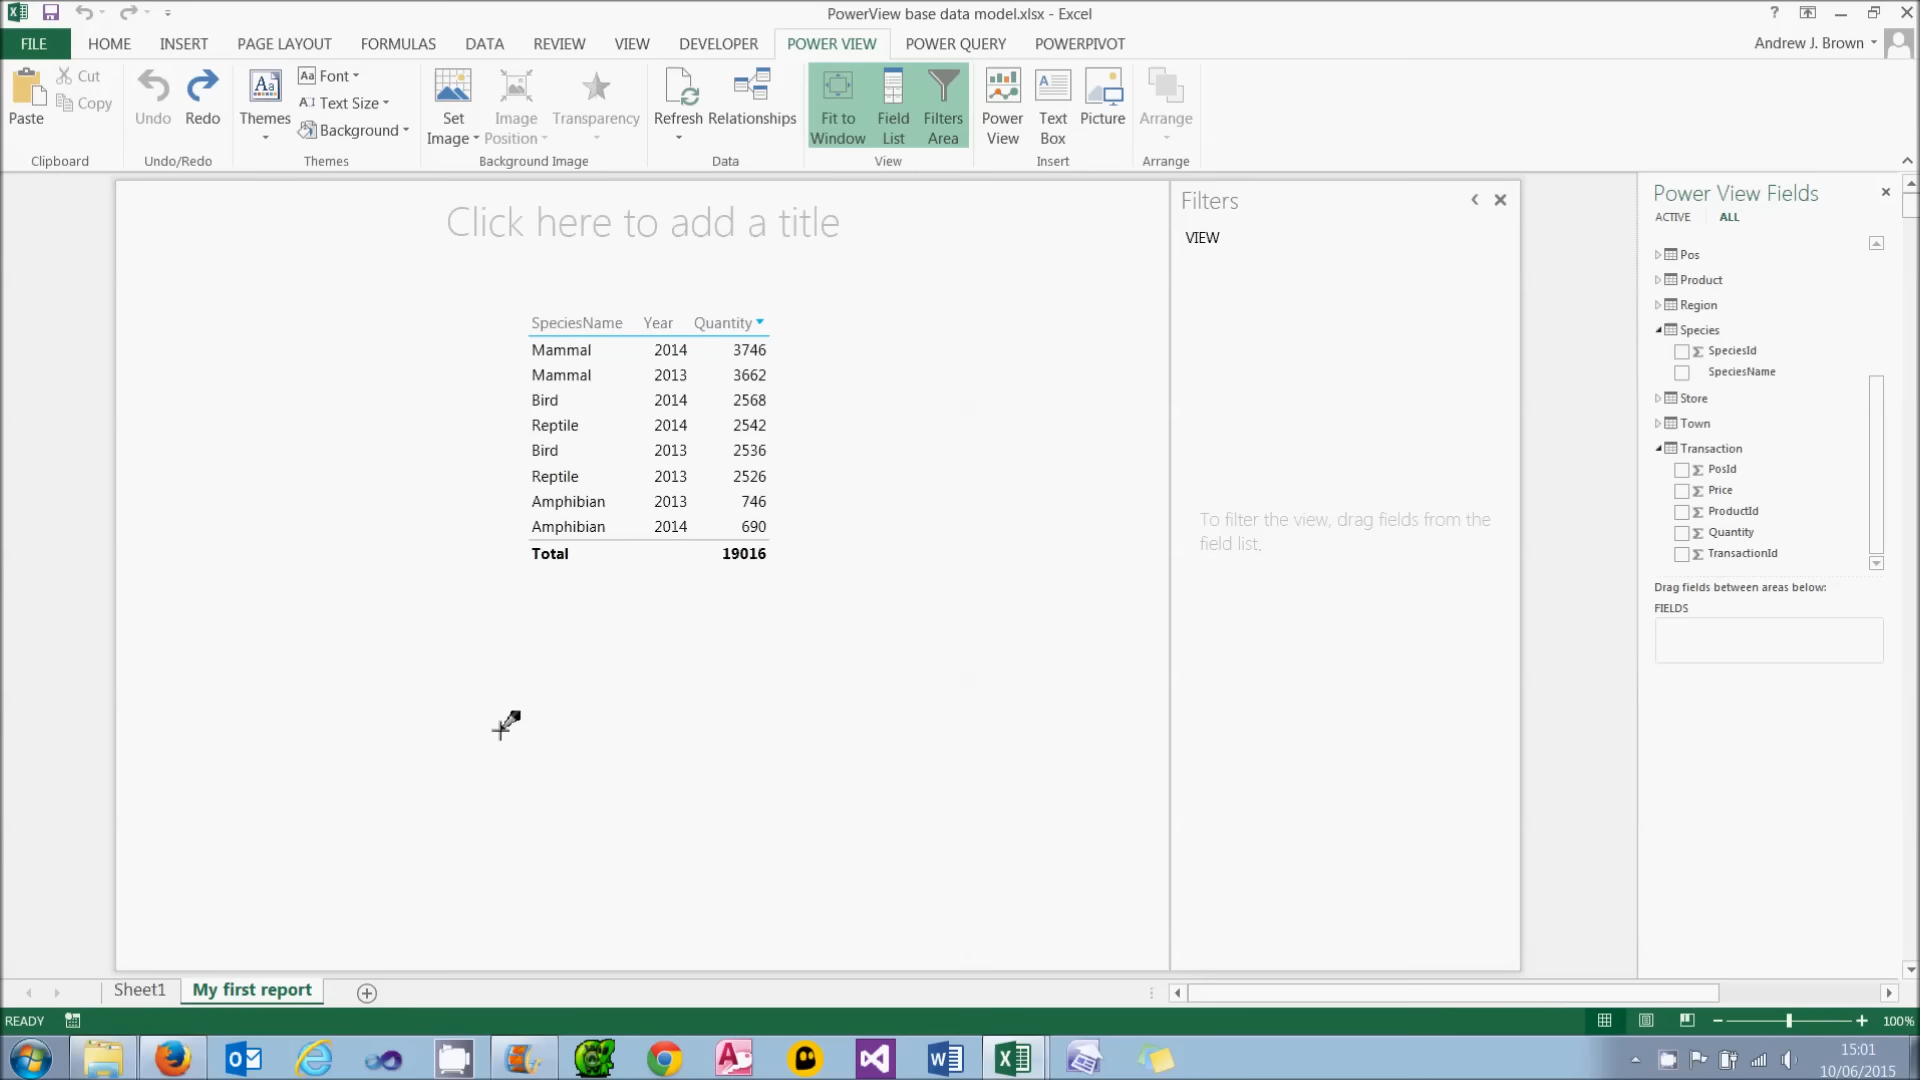 PowerView base data model.xlsx - Excel
FILE HOME INSERT PAGE LAYOUT FORMULAS DATA REVIEW VIEW DEVELOPER POWER VIEW POWER QUERY POWERPIVOT Andrew J. Brown
Paste
Cut
Copy
Clipboard
Undo
Redo
Undo/Redo
Themes
Font
Text Size
Background
Themes
Set Image
Image Position
Transparency
Background Image
Refresh
Relationships
Data
Fit to Window
Field List
Filters Area
View
Power View
Text Box
Picture
Insert
Arrange
Arrange
Click here to add a title
SpeciesName Year Quantity
Mammal 2014 3746
Mammal 2013 3662
Bird 2014 2568
Reptile 2014 2542
Bird 2013 2536
Reptile 2013 2526
Amphibian 2013 746
Amphibian 2014 690
Total 19016
Filters
VIEW
To filter the view, drag fields from the
field list.
Power View Fields
ACTIVE ALL
Pos
Product
Region
Species
SpeciesId
SpeciesName
Store
Town
Transaction
PosId
Price
ProductId
Quantity
TransactionId
Drag fields between areas below:
FIELDS
Sheet1 My first report
READY 100%
15:01
10/06/2015